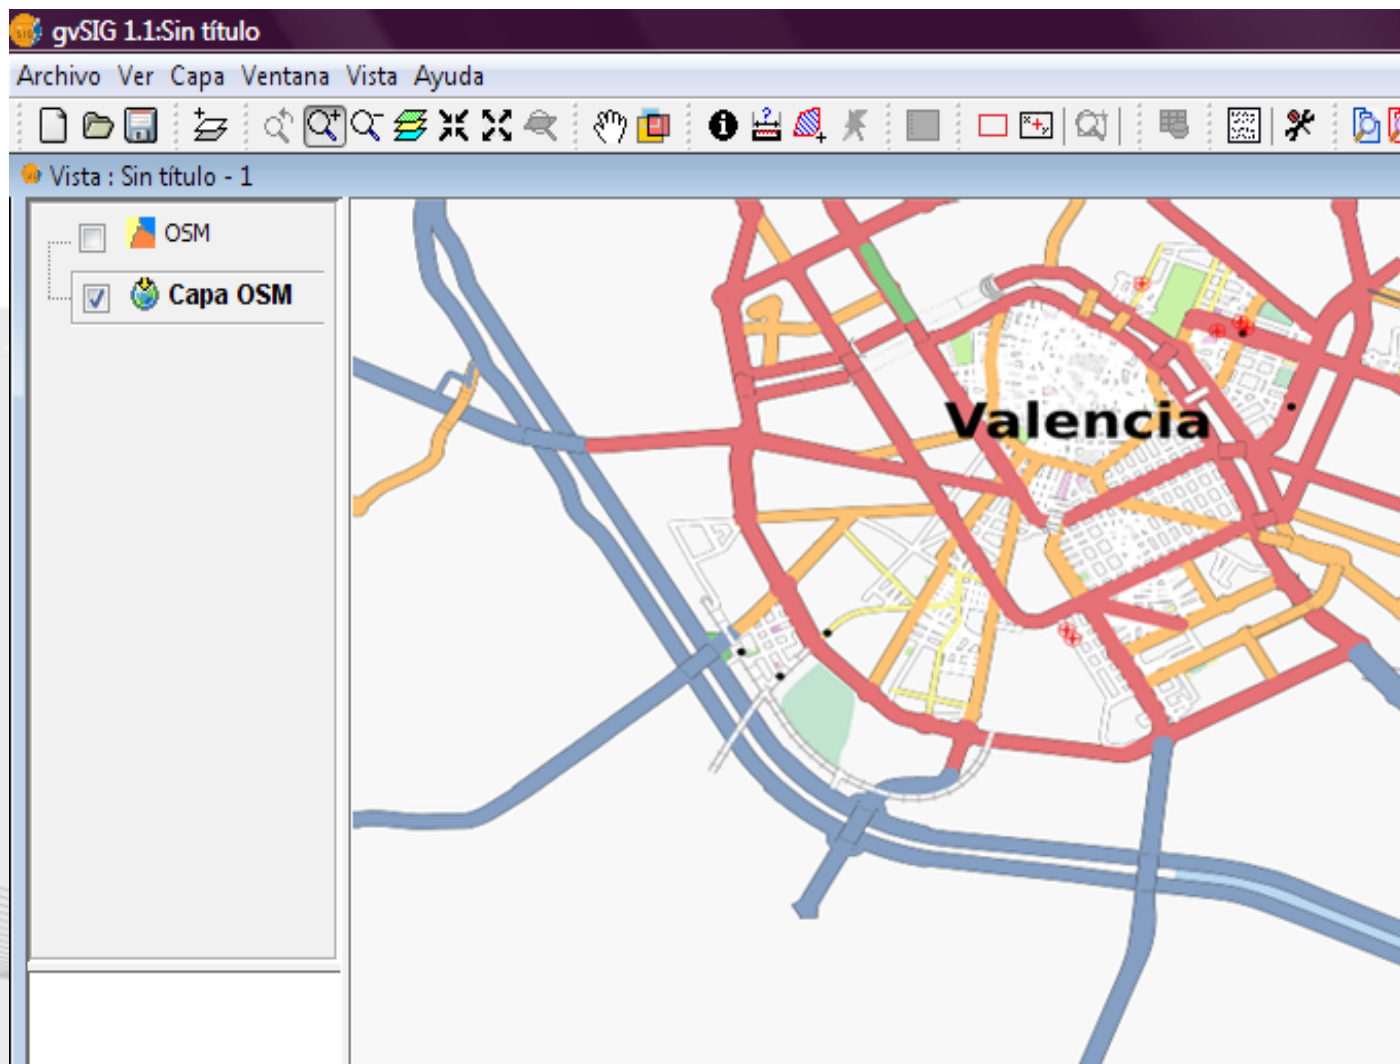 gvSIG 1.1:Sin título
Archivo Ver Capa Ventana Vista Ayuda
Vista : Sin título - 1
OSM
Capa OSM
Valencia